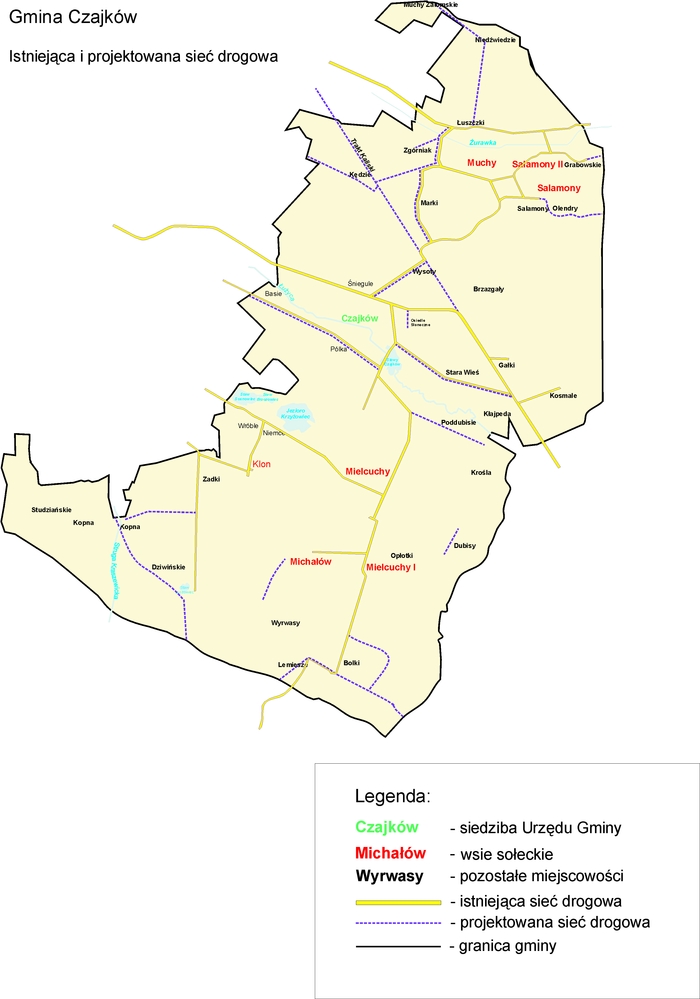 Gmina Czajków
Istniejąca i projektowana sieć drogowa
Muchy Załomskie
Niedźwiedzie
Łuszczki
Żurawka
Zgórniak
Trakt Kaliski
Muchy
Salamony II
Grabowskie
Kędzie
Salamony
Marki
Salamony
Olendry
Wysoty
Śniegule
Brzazgały
Basie
Łużyca
Czajków
Osiedle
Słoneczne
Pólka
Stawy
Czajków
Gałki
Stara Wieś
Staw
Sosnowiec
Staw
Brzozowiec
Kosmale
Jezioro
Krzyżowiec
Kłajpeda
Poddubisie
Wróble
Niemce
Klon
Mielcuchy
Krośla
Zadki
Studziańskie
Kopna
Kopna
Struga Kraszewicka
Dubisy
Opłotki
Michałów
Mielcuchy I
Dziwińskie
Staw
Wyrwasy
Lemiesze
Bolki
Legenda:
Czajków - siedziba Urzędu Gminy
Michałów - wsie sołeckie
Wyrwasy - pozostałe miejscowości
- istniejąca sieć drogowa
- projektowana sieć drogowa
- granica gminy